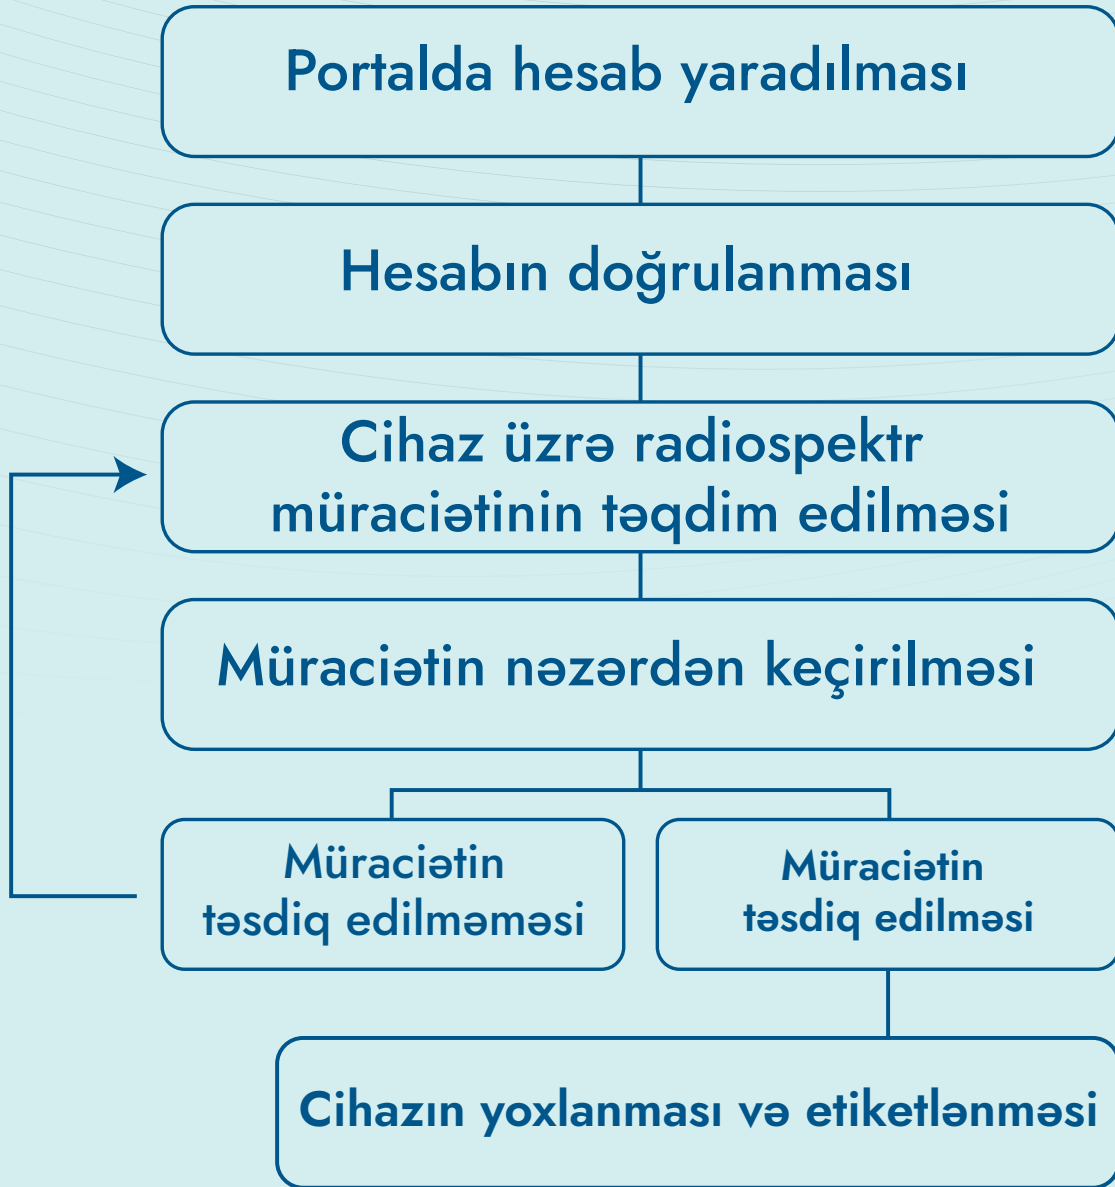 Portalda hesab yaradılması
Hesabın doğrulanması
Cihaz üzrə radiospektr
müraciətinin təqdim edilməsi
Müraciətin nəzərdən keçirilməsi
Müraciətin
təsdiq edilməməsi
Müraciətin
təsdiq edilməsi
Cihazın yoxlanması və etiketlənməsi